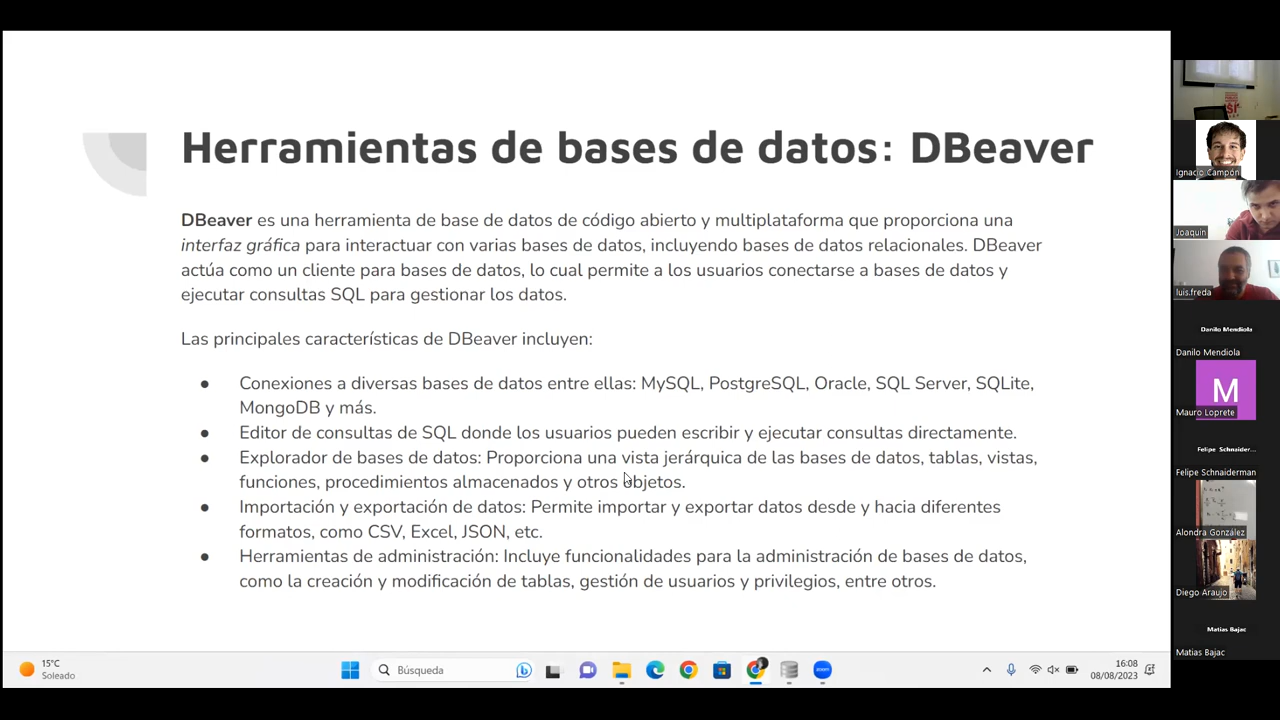 Herramientas de bases de datos: DBeaver
DBeaver es una herramienta de base de datos de código abierto y multiplataforma que proporciona una
interfaz gráfica para interactuar con varias bases de datos, incluyendo bases de datos relacionales. DBeaver
actúa como un cliente para bases de datos, lo cual permite a los usuarios conectarse a bases de datos y
ejecutar consultas SQL para gestionar los datos.
Las principales características de DBeaver incluyen:
● Conexiones a diversas bases de datos entre ellas: MySQL, PostgreSQL, Oracle, SQL Server, SQLite,
MongoDB y más.
● Editor de consultas de SQL donde los usuarios pueden escribir y ejecutar consultas directamente.
● Explorador de bases de datos: Proporciona una vista jerárquica de las bases de datos, tablas, vistas,
funciones, procedimientos almacenados y otros objetos.
● Importación y exportación de datos: Permite importar y exportar datos desde y hacia diferentes
formatos, como CSV, Excel, JSON, etc.
● Herramientas de administración: Incluye funcionalidades para la administración de bases de datos,
como la creación y modificación de tablas, gestión de usuarios y privilegios, entre otros.
15°C
Soleado
Búsqueda
zoom
16:08
08/08/2023
SÍ
Ignacio Campón
Joaquin
luis.freda
Danilo Mendiola
Danilo Mendiola
M
Mauro Loprete
Felipe Schnaider...
Felipe Schnaiderman
Alondra González
Diego Araujo
Matias Bajac
Matias Bajac